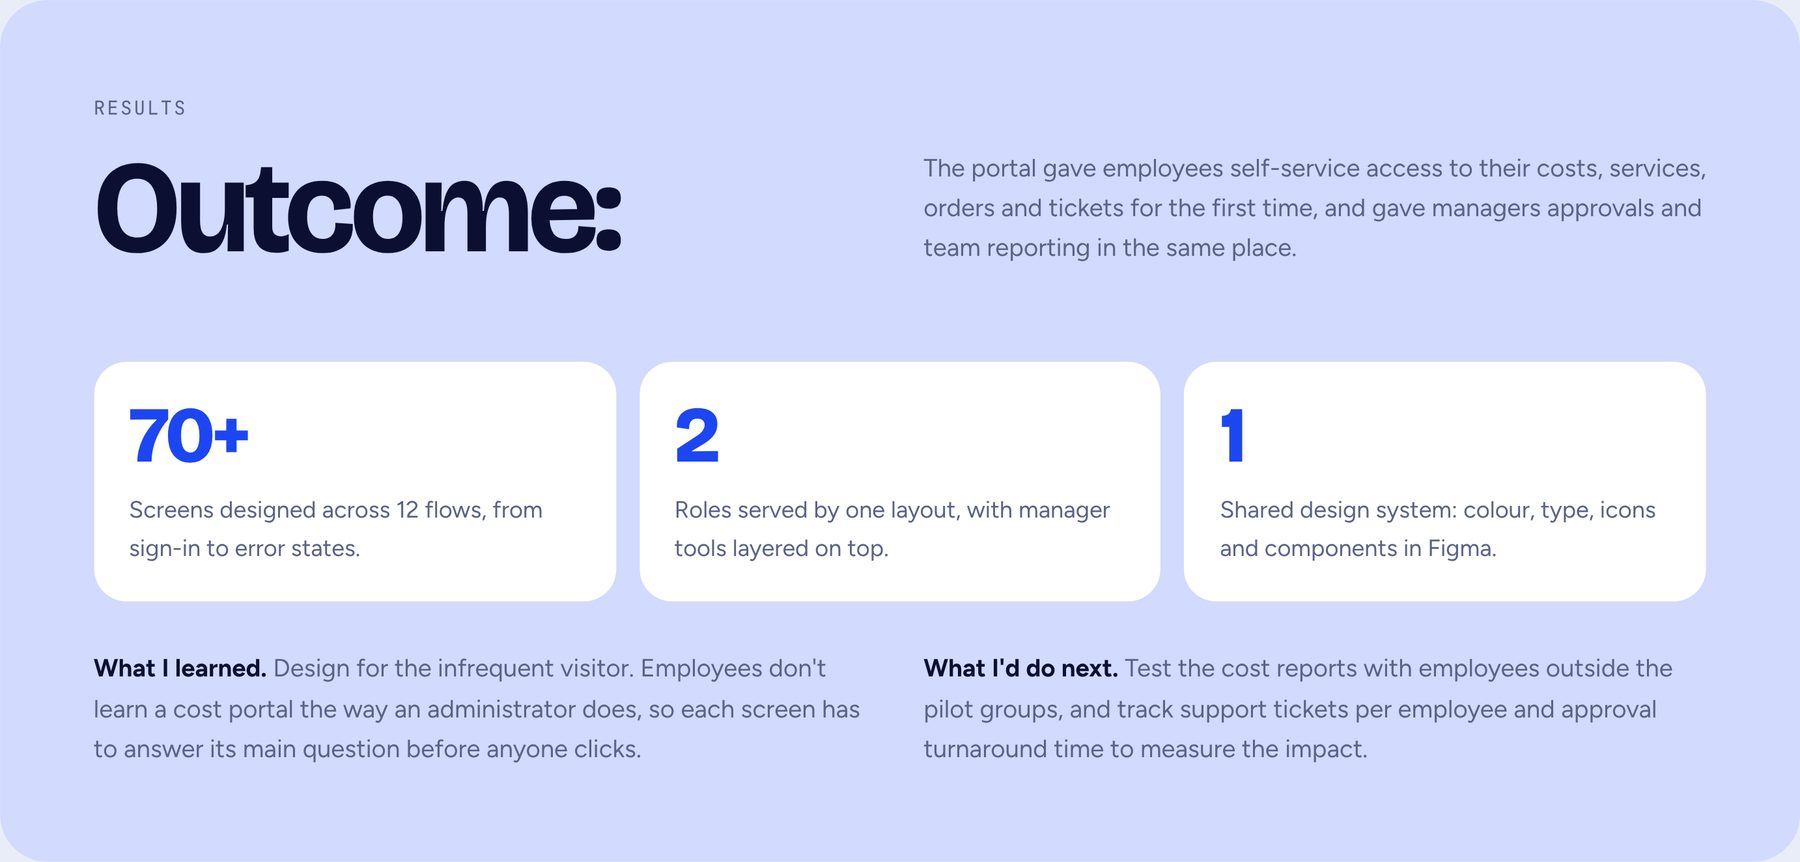 RESULTS
Outcome:
The portal gave employees self-service access to their costs, services,
orders and tickets for the first time, and gave managers approvals and
team reporting in the same place.
70+
Screens designed across 12 flows, from
sign-in to error states.
2
Roles served by one layout, with manager
tools layered on top.
1
Shared design system: colour, type, icons
and components in Figma.
What I learned. Design for the infrequent visitor. Employees don't
learn a cost portal the way an administrator does, so each screen has
to answer its main question before anyone clicks.
What I'd do next. Test the cost reports with employees outside the
pilot groups, and track support tickets per employee and approval
turnaround time to measure the impact.